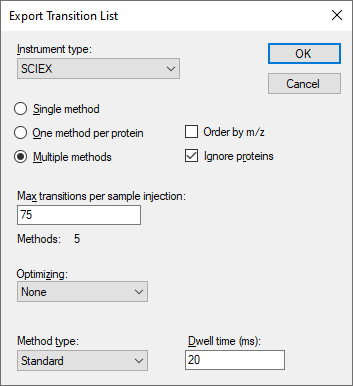 Export Transition List
Instrument type:
SCIEX
OK
Cancel
Single method
One method per protein
Order by m/z
Multiple methods
Ignore proteins
Max transitions per sample injection:
75
Methods: 5
Optimizing:
None
Method type:
Dwell time (ms):
Standard
20